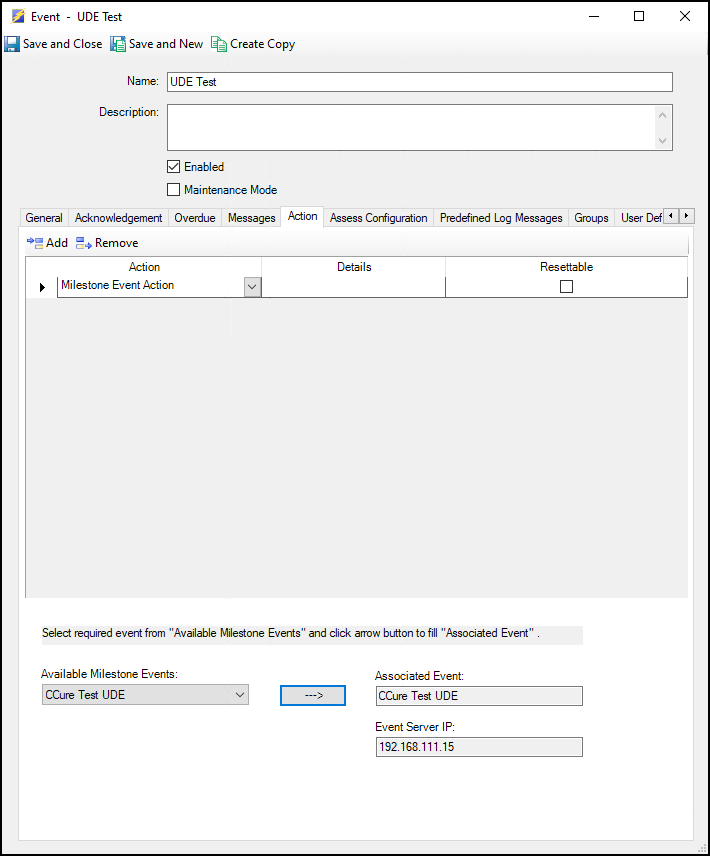 Event - UDE Test
Save and Close Save and New Create Copy
Name: UDE Test
Description:
Enabled
Maintenance Mode
General Acknowledgement Overdue Messages Action Assess Configuration Predefined Log Messages Groups User Def
Add Remove
Action Details Resettable
Milestone Event Action
Select required event from "Available Milestone Events" and click arrow button to fill "Associated Event" .
Available Milestone Events: Associated Event:
CCure Test UDE ---> CCure Test UDE
Event Server IP:
192.168.111.15